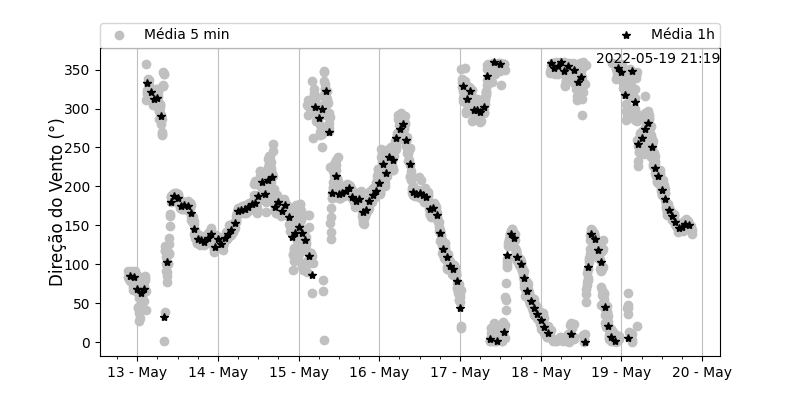 Média 5 min
Média 1h
2022-05-19 21:19
Direção do Vento (°)
350
300
250
200
150
100
50
0
13 - May
14 - May
15 - May
16 - May
17 - May
18 - May
19 - May
20 - May